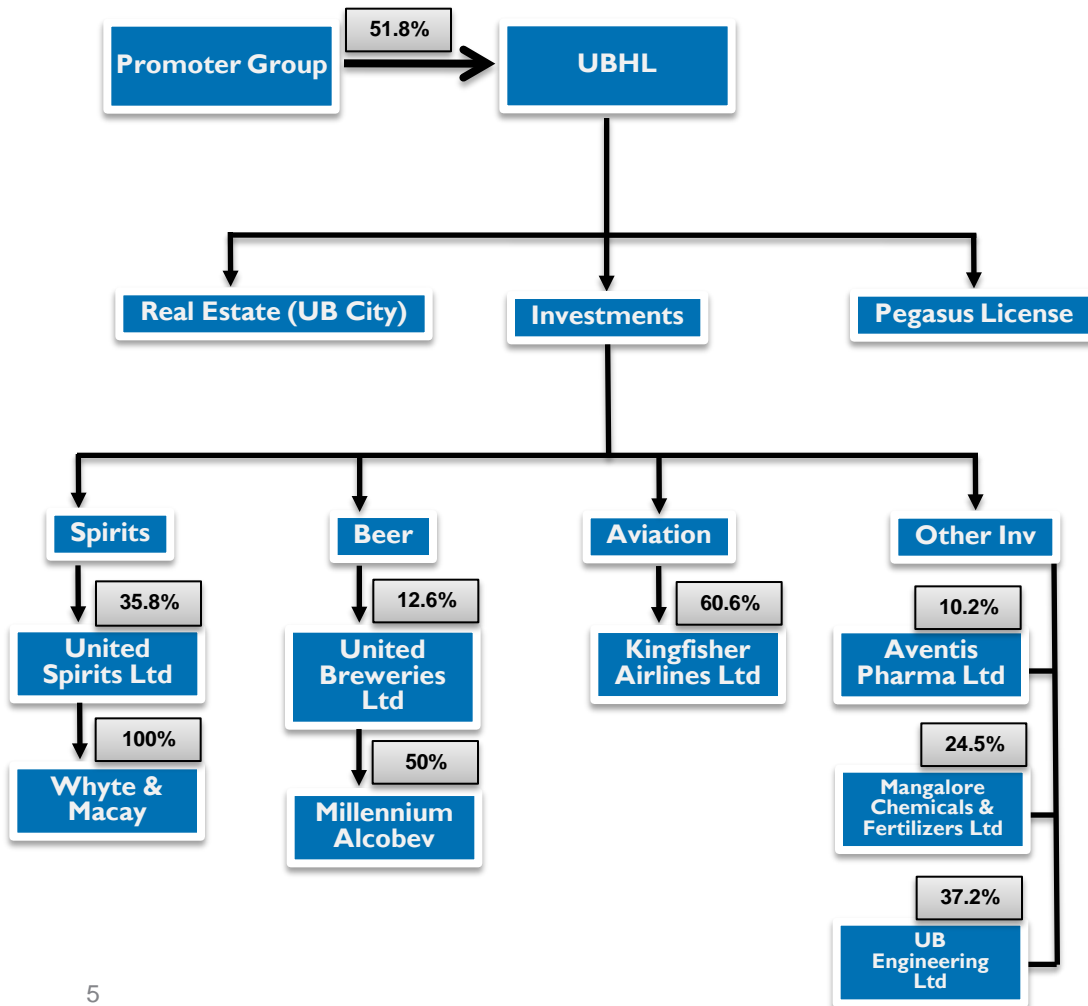 51.8%
Promoter Group
UBHL
Real Estate (UB City)
Investments
Pegasus License
Spirits
Beer
Aviation
Other Inv
35.8%
12.6%
60.6%
10.2%
United
Spirits Ltd
United
Breweries
Ltd
Kingfisher
Airlines Ltd
Aventis
Pharma Ltd
100%
50%
24.5%
Whyte &
Macay
Millennium
Alcobev
Mangalore
Chemicals &
Fertilizers Ltd
37.2%
UB
Engineering
Ltd
5